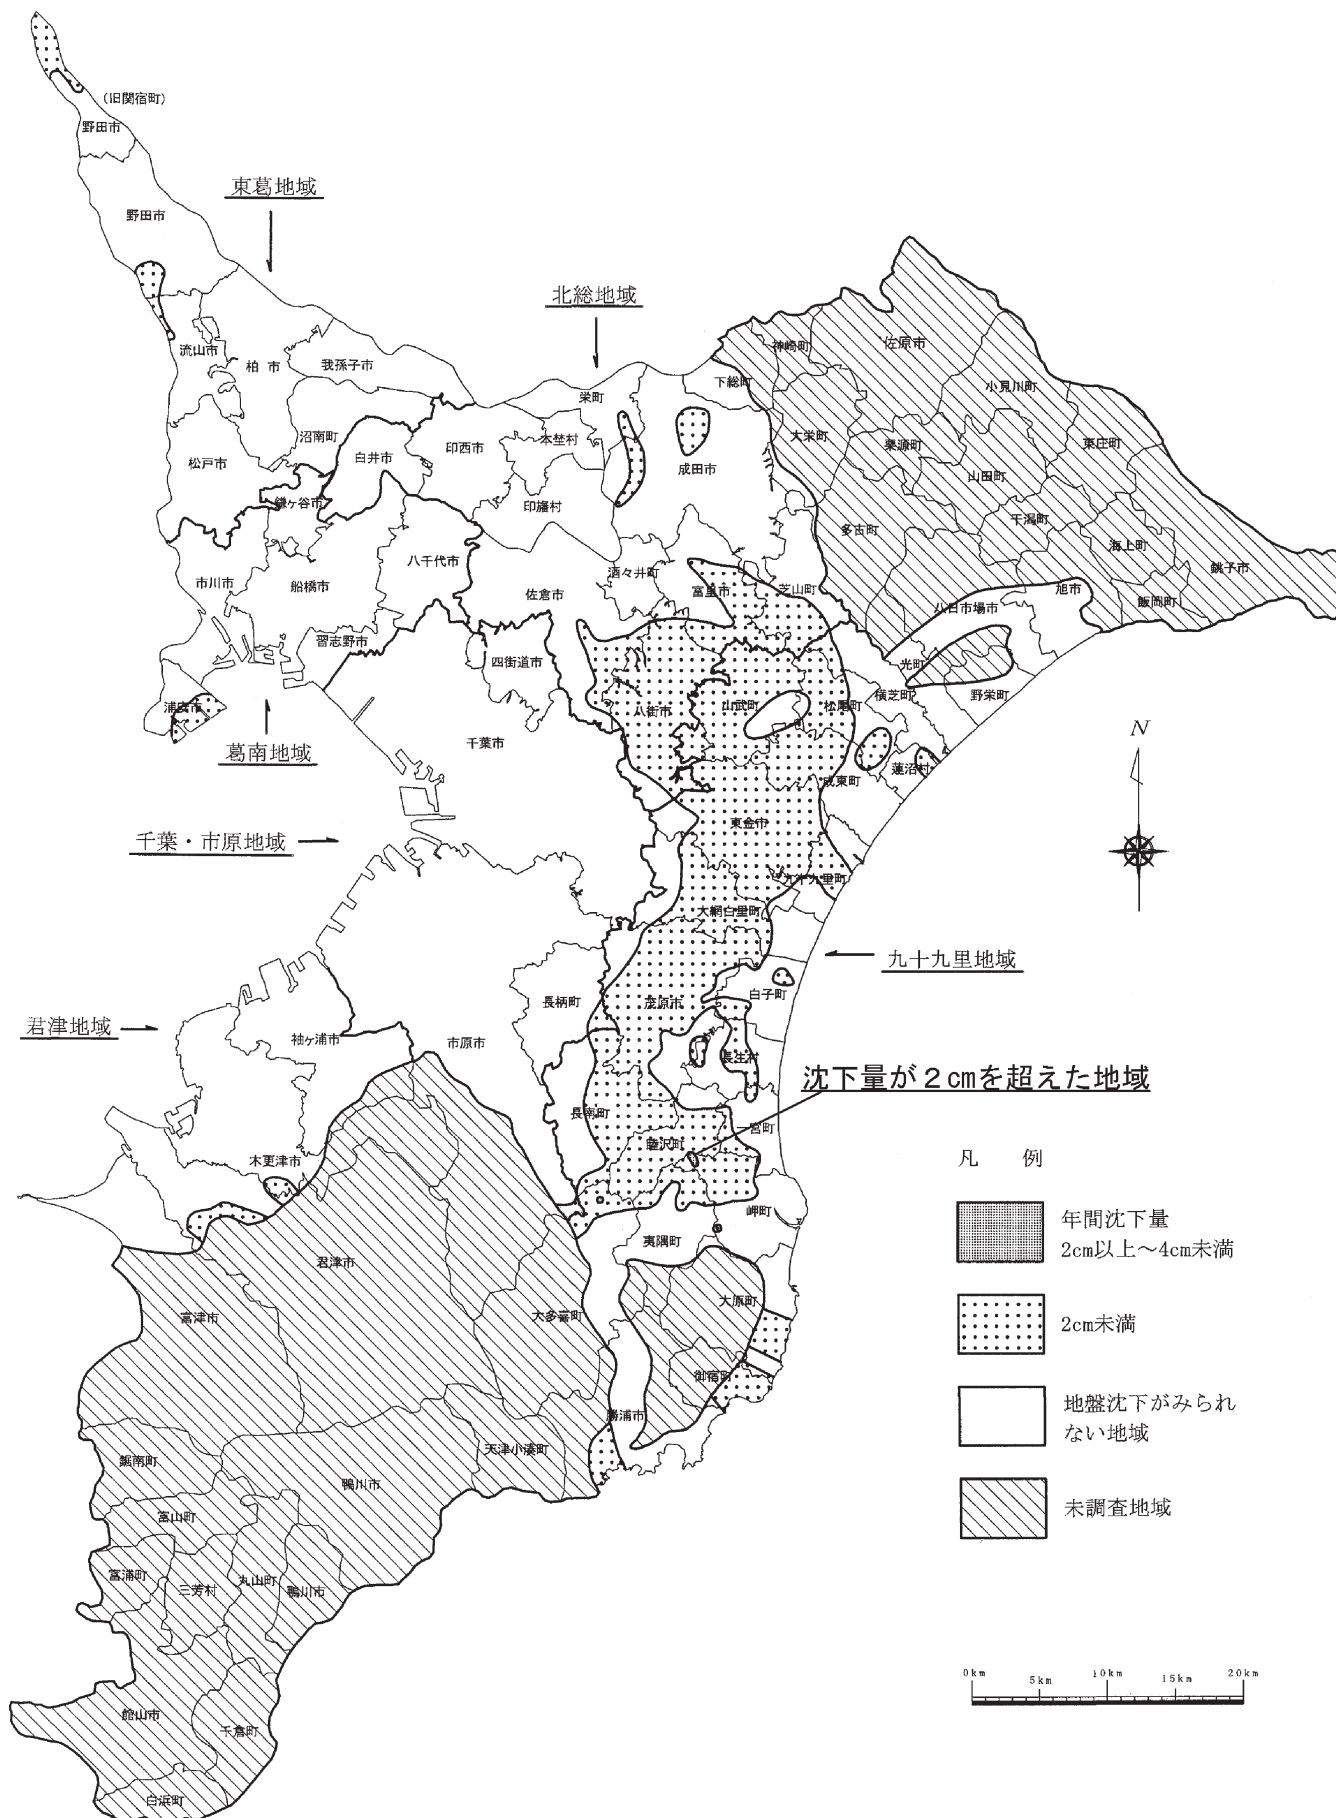 (旧関宿町)
野田市
東葛地域
野田市
北総地域
流山市
柏 市
我孫子市
神崎町
佐原市
下総町
小見川町
栄町
沼南町
印西市
本埜村
大栄町
栗源町
東庄町
松戸市
白井市
成田市
山田町
鎌ヶ谷市
印旛村
干潟町
多古町
海上町
八千代市
銚子市
市川市
船橋市
佐倉市
酒々井町
富里市
芝山町
旭市
飯岡町
八日市場市
習志野市
四街道市
光町
浦安市
八街市
山武町
松尾町
横芝町
野栄町
千葉市
葛南地域
蓮沼村
成東町
N
東金市
千葉・市原地域
九十九里町
大網白里町
九十九里地域
長柄町
茂原市
白子町
君津地域
袖ヶ浦市
市原市
長生村
沈下量が2cmを超えた地域
長南町
一宮町
睦沢町
木更津市
岬町
夷隅町
君津市
大原町
富津市
大多喜町
御宿町
勝浦市
鋸南町
天津小湊町
鴨川市
富山町
富浦町
三芳村
丸山町
鴨川市
館山市
千倉町
白浜町
凡 例
年間沈下量
2cm以上～4cm未満
2cm未満
地盤沈下がみられ
ない地域
未調査地域
0km 5km 10km 15km 20km